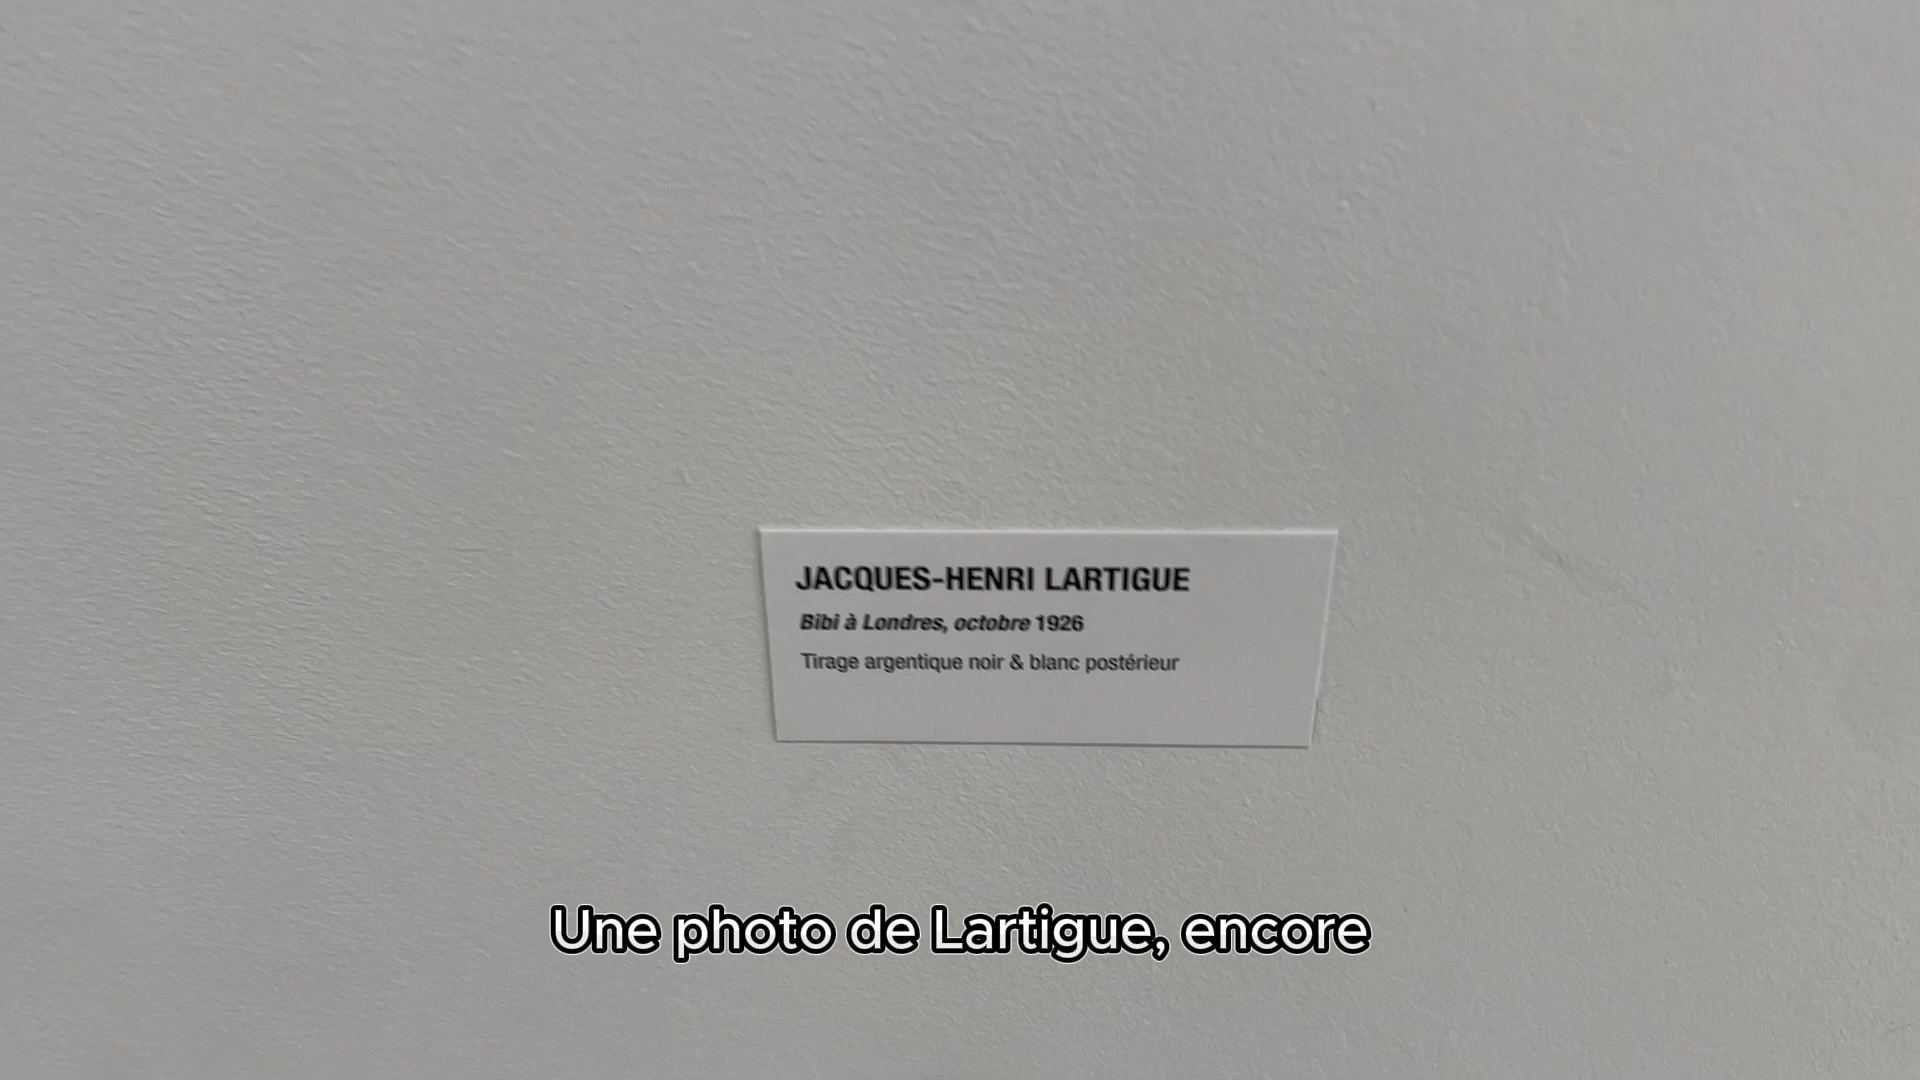 JACQUES-HENRI LARTIGUE
Bibi à Londres, octobre 1926
Tirage argentique noir & blanc postérieur
Une photo de Lartigue, encore